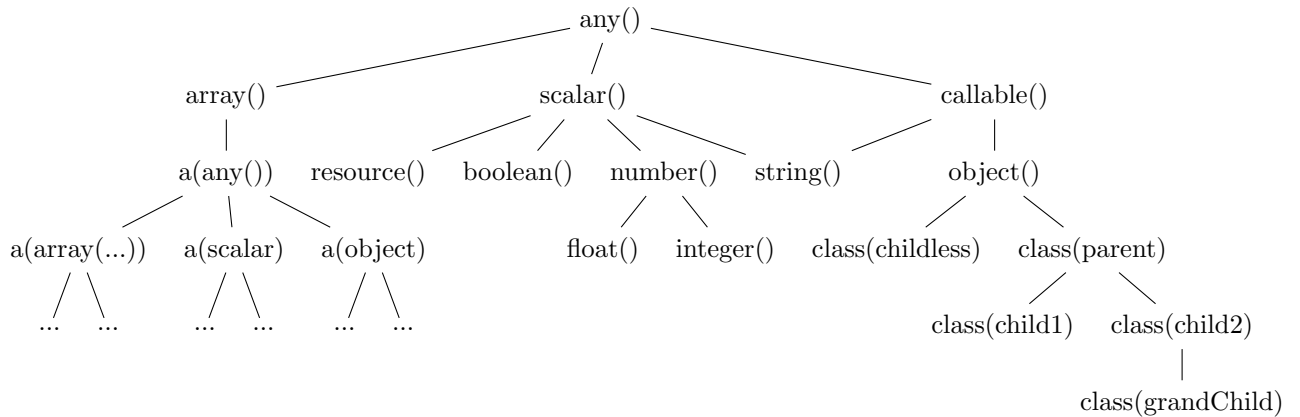 any()
array() scalar() callable()
a(any()) resource() boolean() number() string() object()
a(array(...)) a(scalar) a(object) float() integer() class(childless) class(parent)
... ... ... ... ... ... class(child1) class(child2)
class(grandChild)